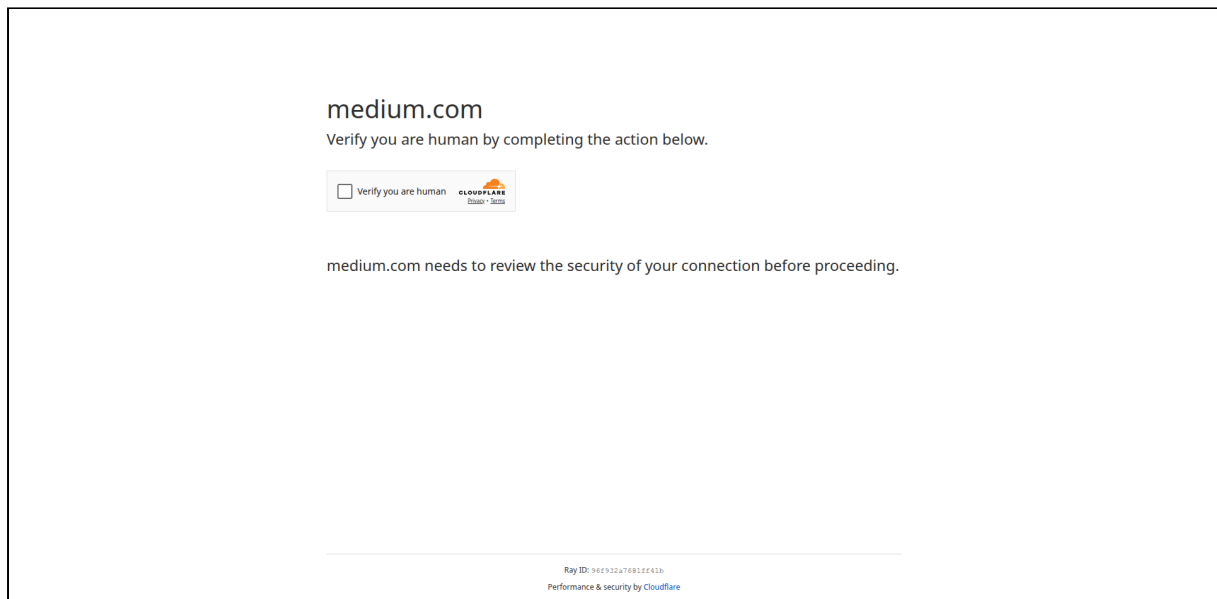 medium.com
Verify you are human by completing the action below.
Verify you are human
CLOUDFLARE
Privacy • Terms
medium.com needs to review the security of your connection before proceeding.
Ray ID: 96f932a7681ff41b
Performance & security by Cloudflare